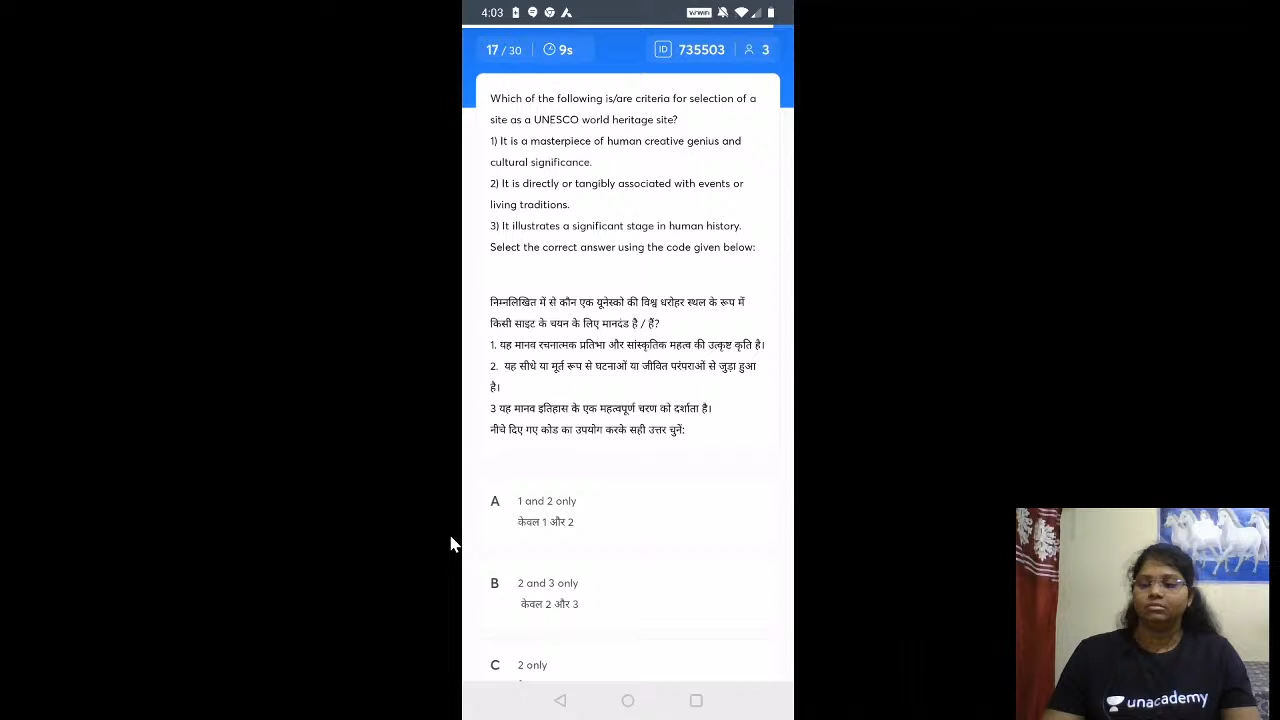 4:03
17 / 30
9s
ID 735503
3
Which of the following is/are criteria for selection of a
site as a UNESCO world heritage site?
1) It is a masterpiece of human creative genius and
cultural significance.
2) It is directly or tangibly associated with events or
living traditions.
3) It illustrates a significant stage in human history.
Select the correct answer using the code given below:
निम्नलिखित में से कौन एक यूनेस्को की विश्व धरोहर स्थल के रूप में
किसी साइट के चयन के लिए मानदंड है / हैं?
1. यह मानव रचनात्मक प्रतिभा और सांस्कृतिक महत्व की उत्कृष्ट कृति है।
2. यह सीधे या मूर्त रूप से घटनाओं या जीवित परंपराओं से जुड़ा हुआ
है।
3 यह मानव इतिहास के एक महत्वपूर्ण चरण को दर्शाता है।
नीचे दिए गए कोड का उपयोग करके सही उत्तर चुनें:
A 1 and 2 only
केवल 1 और 2
B 2 and 3 only
केवल 2 और 3
C 2 only
unacademy